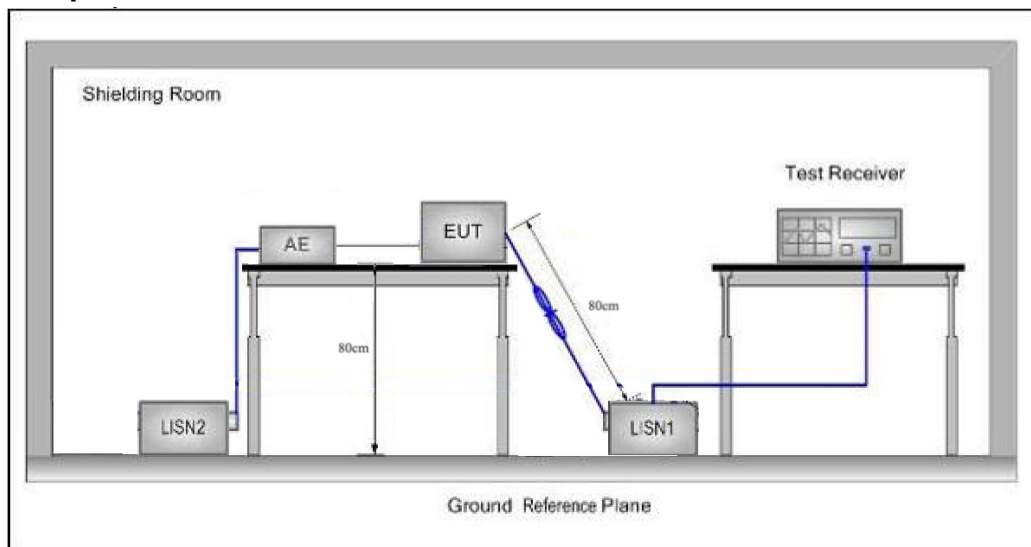 Shielding Room
Test Receiver
EUT
AE
80cm
80cm
LISN2
LISN1
Ground Reference Plane